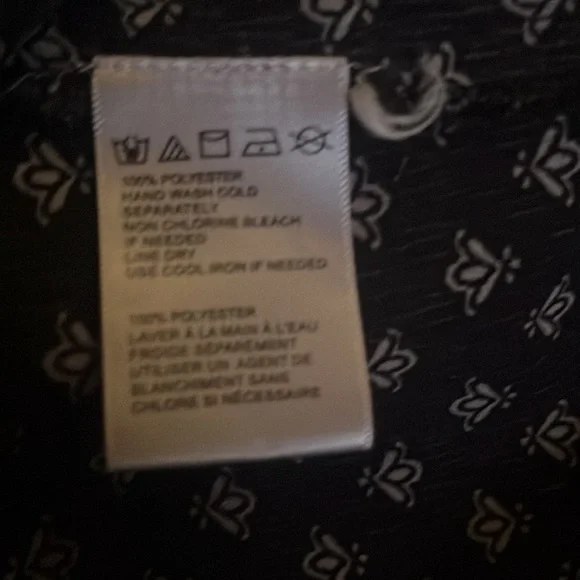 100% POLYESTER
HAND WASH COLD
SEPARATELY
NON CHLORINE BLEACH
IF NEEDED
LINE DRY
USE COOL IRON IF NEEDED
100% POLYESTER
LAVER À LA MAIN À L'EAU
FROIDE SÉPARÉMENT
UTILISER UN AGENT DE
BLANCHIMENT SANS
CHLORE SI NÉCESSAIRE